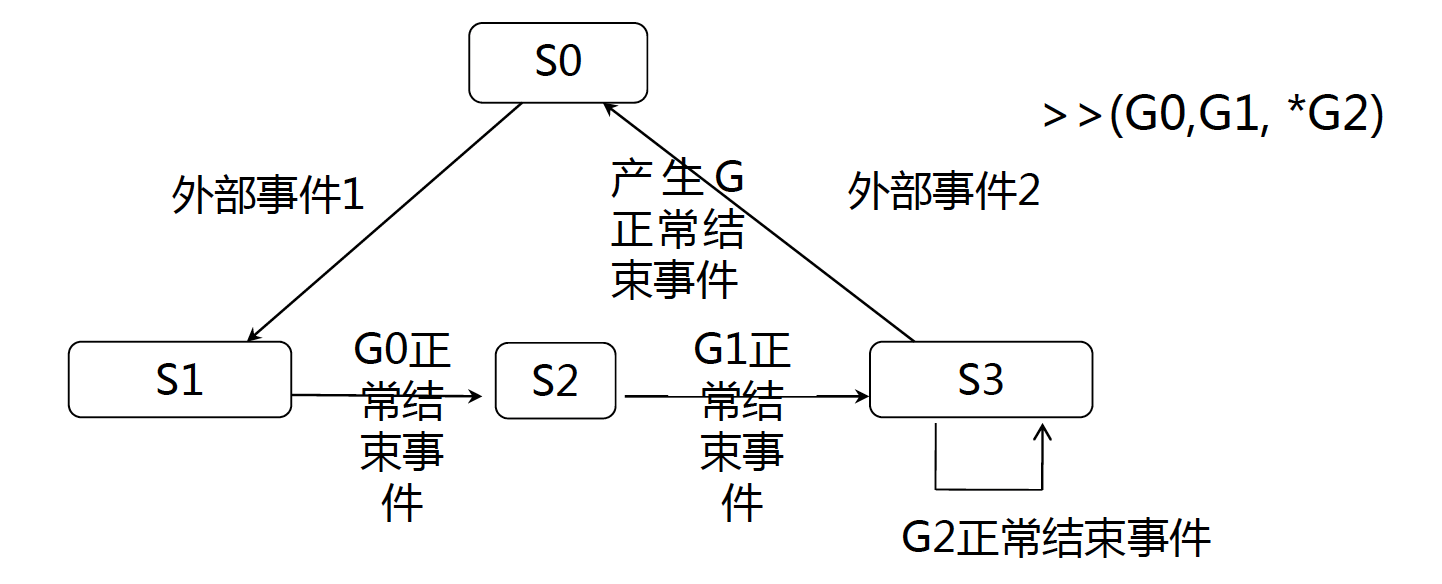 S0
>>(G0,G1, *G2)
外部事件1
产生G
正常结
束事件
外部事件2
S1
G0正
常结
束事
件
S2
G1正
常结
束事
件
S3
G2正常结束事件